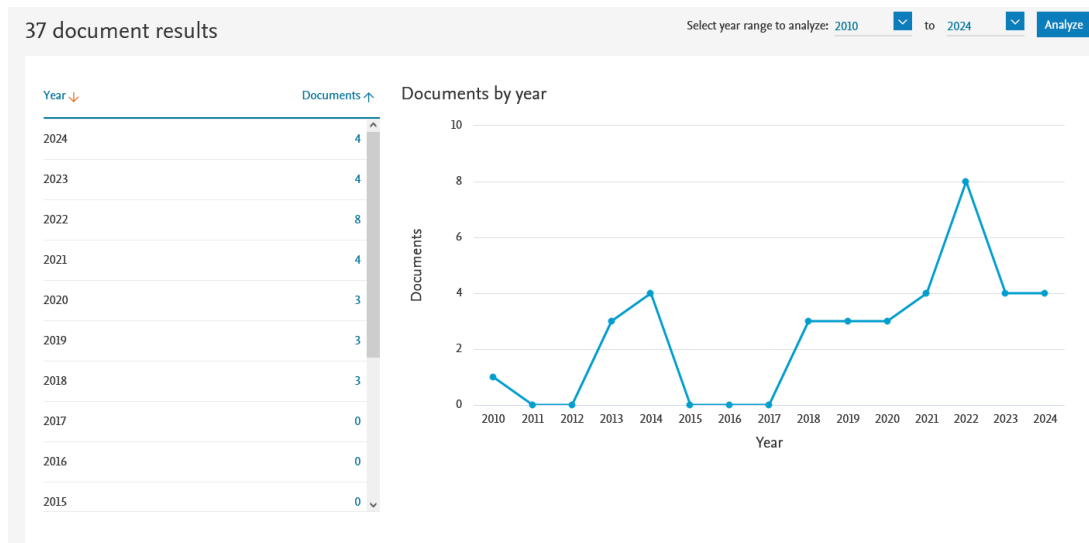 37 document results
Select year range to analyze: 2010 to 2024 Analyze
Year Documents
2024 4
2023 4
2022 8
2021 4
2020 3
2019 3
2018 3
2017 0
2016 0
2015 0
Documents by year
10
8
6
4
2
0
Documents
2010 2011 2012 2013 2014 2015 2016 2017 2018 2019 2020 2021 2022 2023 2024
Year